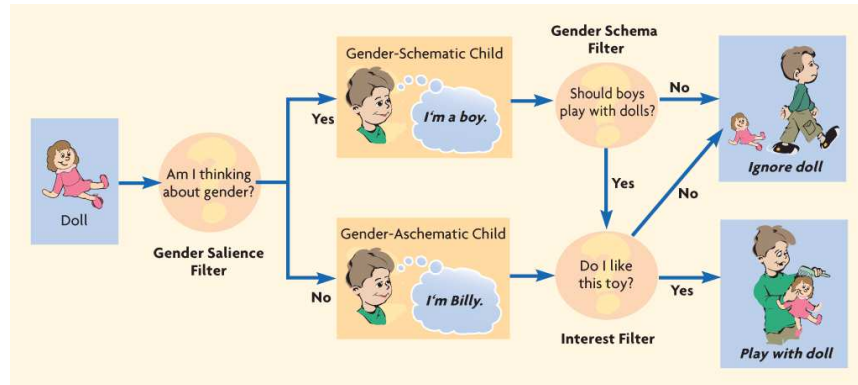 Doll
Am I thinking
about gender?
Gender Salience
Filter
Yes
No
Gender-Schematic Child
I'm a boy.
Gender-Aschematic Child
I'm Billy.
Gender Schema
Filter
Should boys
play with dolls?
No
Yes
No
Do I like
this toy?
Interest Filter
Yes
Ignore doll
Play with doll